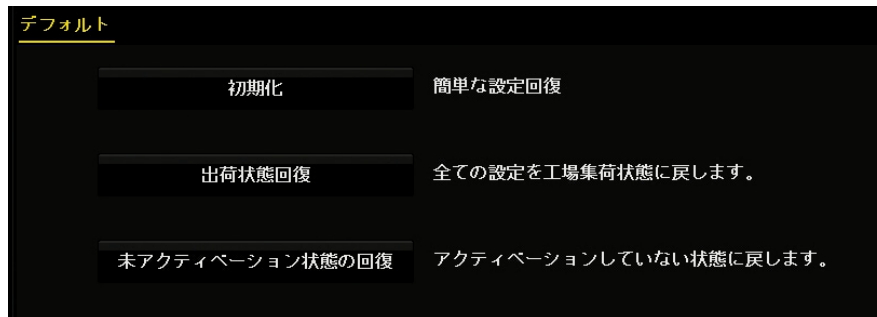 デフォルト
初期化 簡単な設定回復
出荷状態回復 全ての設定を工場集荷状態に戻します。
未アクティベーション状態の回復 アクティベーションしていない状態に戻します。